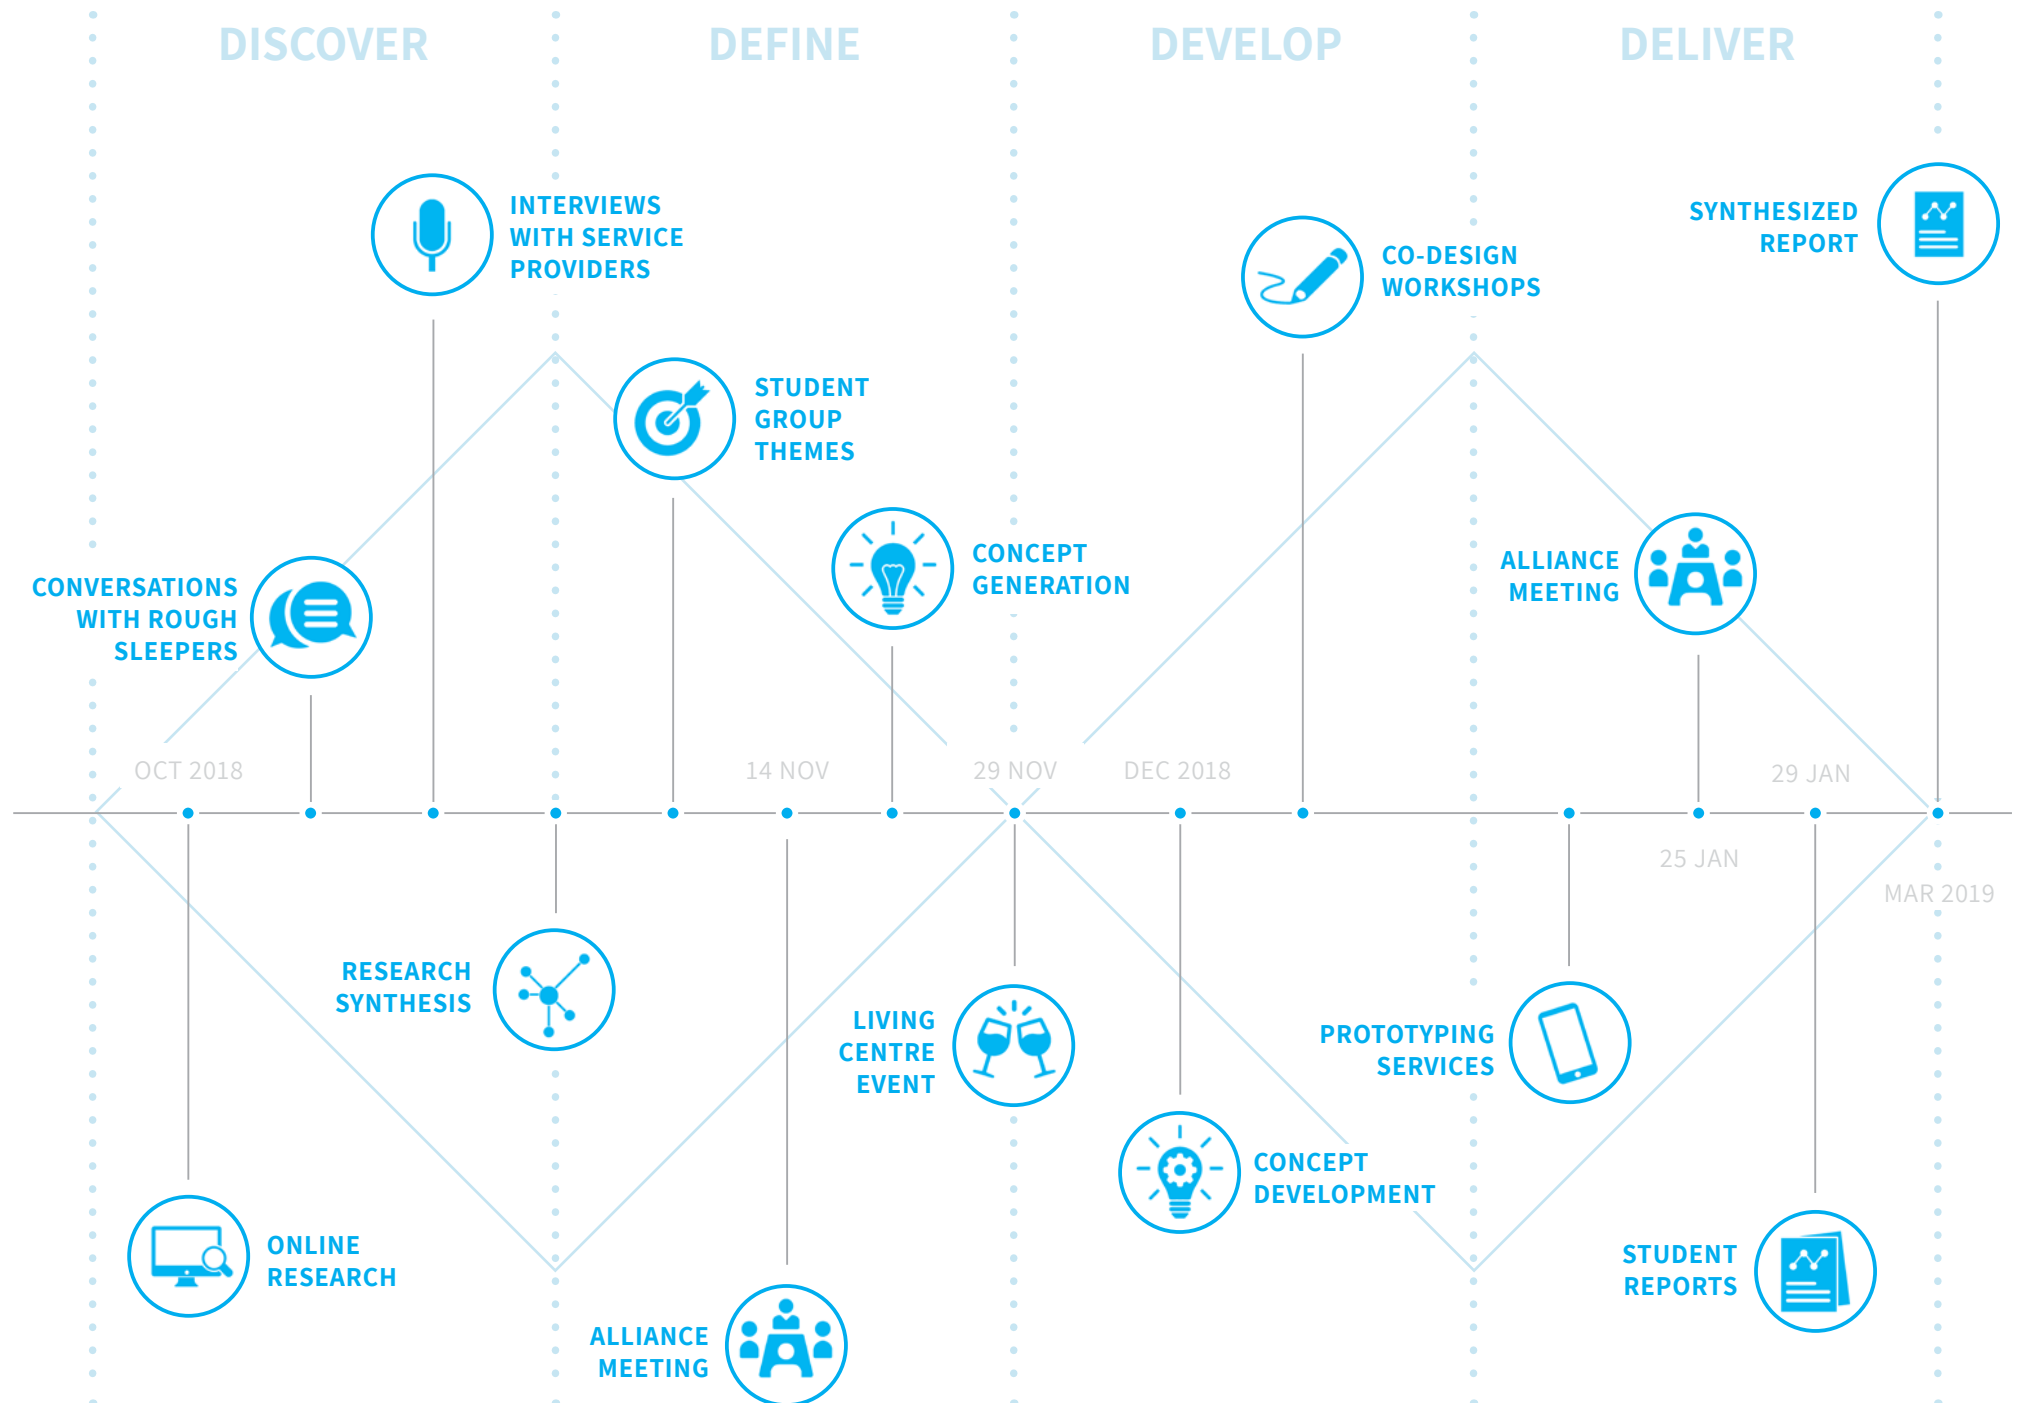 DISCOVER
DEFINE
DEVELOP
DELIVER
INTERVIEWS
WITH SERVICE
PROVIDERS
SYNTHESIZED
REPORT
CO-DESIGN
WORKSHOPS
STUDENT
GROUP
THEMES
CONCEPT
GENERATION
ALLIANCE
MEETING
CONVERSATIONS
WITH ROUGH
SLEEPERS
OCT 2018
14 NOV
29 NOV
DEC 2018
29 JAN
25 JAN
MAR 2019
RESEARCH
SYNTHESIS
LIVING
CENTRE
EVENT
PROTOTYPING
SERVICES
CONCEPT
DEVELOPMENT
ONLINE
RESEARCH
STUDENT
REPORTS
ALLIANCE
MEETING